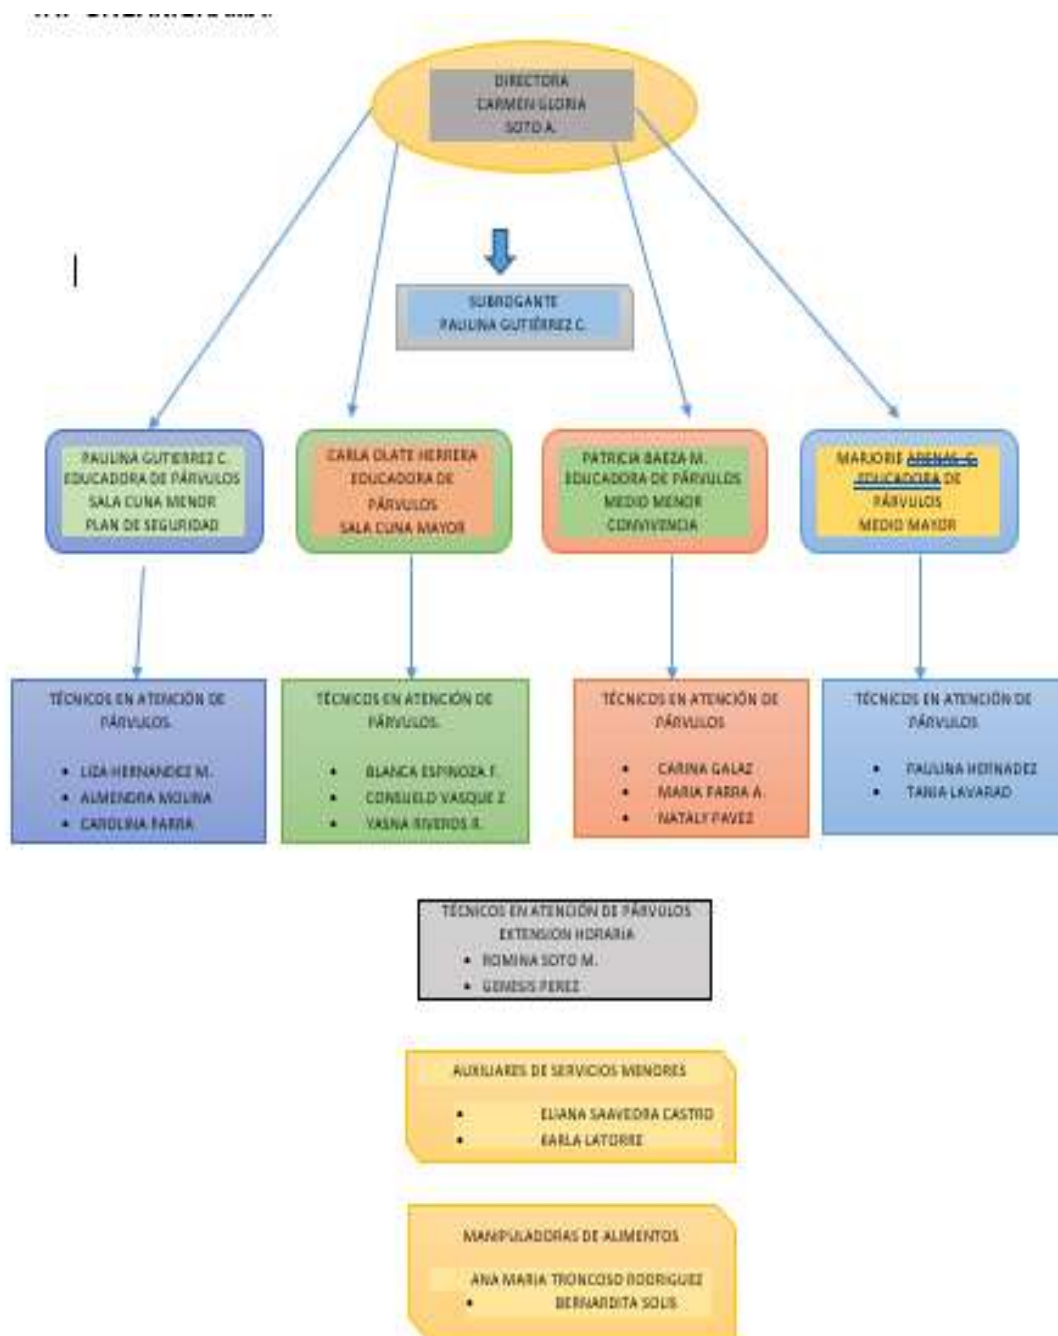 DIRECTORA
CARMEN GLORIA
SOTO A.
SUBROGANTE
PAULINA GUTIÉRREZ C.
PAULINA GUTIERREZ C.
EDUCADORA DE PÁRVULOS
SALA CUNA MENOR
PLAN DE SEGURIDAD
CARLA OLATE HERRERA
EDUCADORA DE
PÁRVULOS
SALA CUNA MAYOR
PATRICIA BAEZA M.
EDUCADORA DE PÁRVULOS
MEDIO MENOR
CONVIVENCIA
MARJORIE ARENAS G.
EDUCADORA DE
PÁRVULOS
MEDIO MAYOR
TÉCNICOS EN ATENCIÓN DE
PÁRVULOS.
• LIZA HERNANDEZ M.
• ALMENDRA MOLINA
• CAROLINA PARRA
TÉCNICOS EN ATENCIÓN DE
PÁRVULOS.
• BLANCA ESPINOZA F.
• CONSUELO VASQUE Z
• YASNA RIVEROS R.
TÉCNICOS EN ATENCIÓN DE
PÁRVULOS
• CARINA GALAZ
• MARIA PARRA A.
• NATALY PAVEZ
TÉCNICOS EN ATENCIÓN DE
PÁRVULOS
• PAULINA HERNADEZ
• TANIA LAVARAD
TÉCNICOS EN ATENCIÓN DE PÁRVULOS
EXTENSION HORARIA
• ROMINA SOTO M.
• GENESIS PEREZ
AUXILIARES DE SERVICIOS MENORES
• ELIANA SAAVEDRA CASTRO
• KARLA LATORRE
MANIPULADORAS DE ALIMENTOS
ANA MARIA TRONCOSO RODRIGUEZ
• BERNARDITA SOLIS